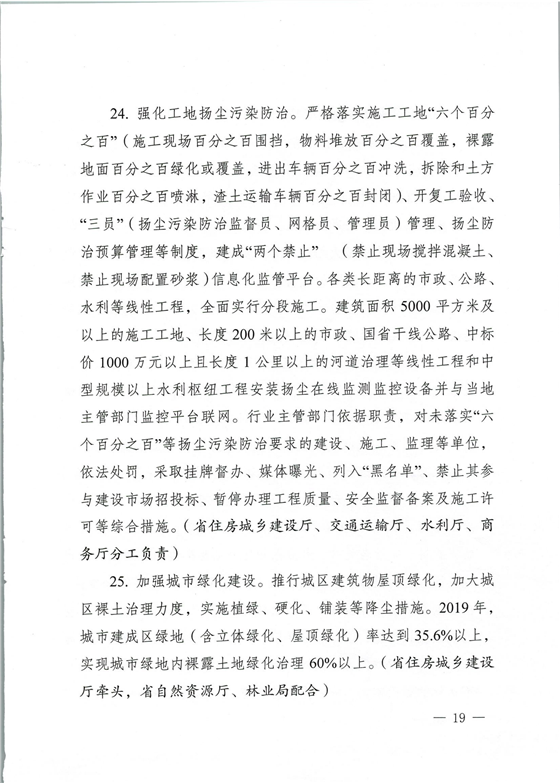 24. 强化工地扬尘污染防治。严格落实施工工地“六个百分
之百”（施工现场百分之百围挡，物料堆放百分之百覆盖，裸露
地面百分之百绿化或覆盖，进出车辆百分之百冲洗，拆除和土方
作业百分之百喷淋，渣土运输车辆百分之百封闭）、开复工验收、
“三员”（扬尘污染防治监督员、网格员、管理员）管理、扬尘防
治预算管理等制度，建成“两个禁止” （禁止现场搅拌混凝土、
禁止现场配置砂浆）信息化监管平台。各类长距离的市政、公路、
水利等线性工程，全面实行分段施工。建筑面积 5000 平方米及
以上的施工工地、长度 200 米以上的市政、国省干线公路、中标
价 1000 万元以上且长度 1 公里以上的河道治理等线性工程和中
型规模以上水利枢纽工程安装扬尘在线监测监控设备并与当地
主管部门监控平台联网。行业主管部门依据职责，对未落实“六
个百分之百”等扬尘污染防治要求的建设、施工、监理等单位，
依法处罚，采取挂牌督办、媒体曝光、列入“黑名单”、禁止其参
与建设市场招投标、暂停办理工程质量、安全监督备案及施工许
可等综合措施。（省住房城乡建设厅、交通运输厅、水利厅、商
务厅分工负责）
25. 加强城市绿化建设。推行城区建筑物屋顶绿化，加大城
区裸土治理力度，实施植绿、硬化、铺装等降尘措施。2019 年，
城市建成区绿地（含立体绿化、屋顶绿化）率达到 35.6%以上，
实现城市绿地内裸露土地绿化治理 60%以上。（省住房城乡建设
厅牵头，省自然资源厅、林业局配合）
— 19 —